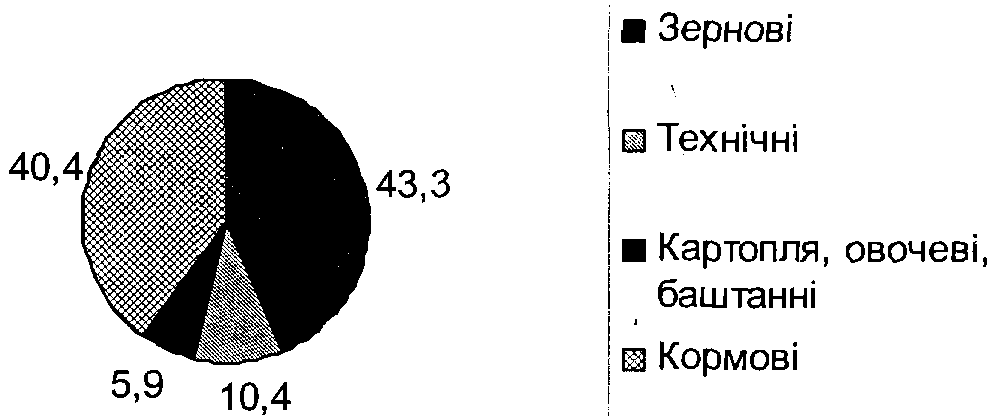 Зернові
Технічні
Картопля, овочеві,
баштанні
Кормові
40,4
43,3
5,9
10,4